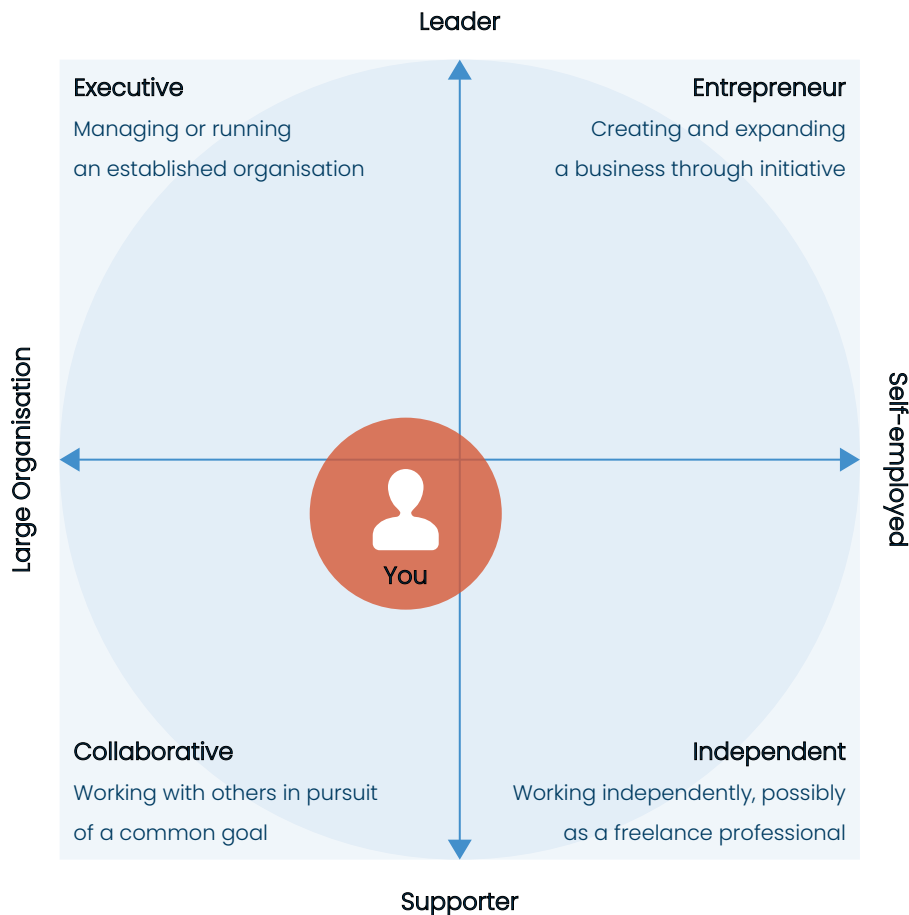 Leader
Executive
Managing or running
an established organisation
Entrepreneur
Creating and expanding
a business through initiative
Large Organisation
Self-employed
You
Collaborative
Working with others in pursuit
of a common goal
Independent
Working independently, possibly
as a freelance professional
Supporter